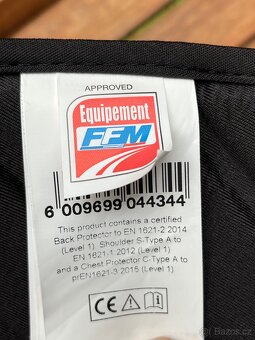 APPROVED
Equipement
FFM
6 009699 044344
This product contains a certified
Back Protector to EN 1621-2 2014
(Level 1) Shoulder S-Type A to
EN 1621-1 2012 (Level 1)
and a Chest Protector C-Type A to
prEN1621-3 2015 (Level 1)
CE